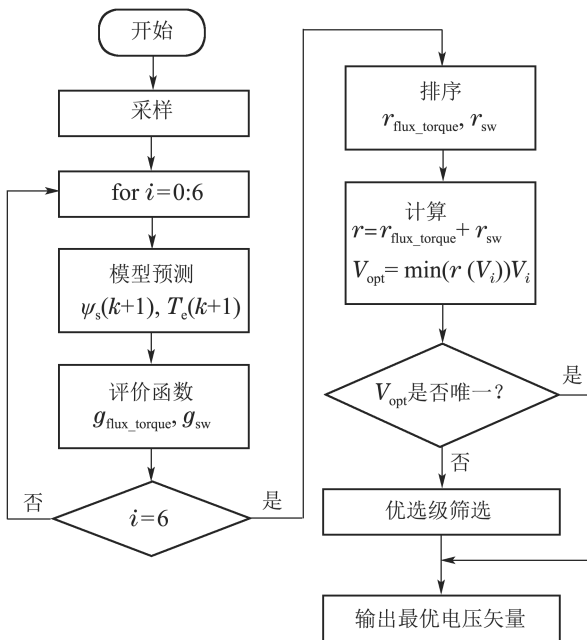 开始
采样
for i=0:6
模型预测
ψs(k+1), Te(k+1)
评价函数
gflux_torque, gsw
否
i=6
是
排序
rflux_torque, rsw
计算
r=rflux_torque+ rsw
Vopt= min(r (Vi))Vi
Vopt是否唯一?
是
否
优选级筛选
输出最优电压矢量